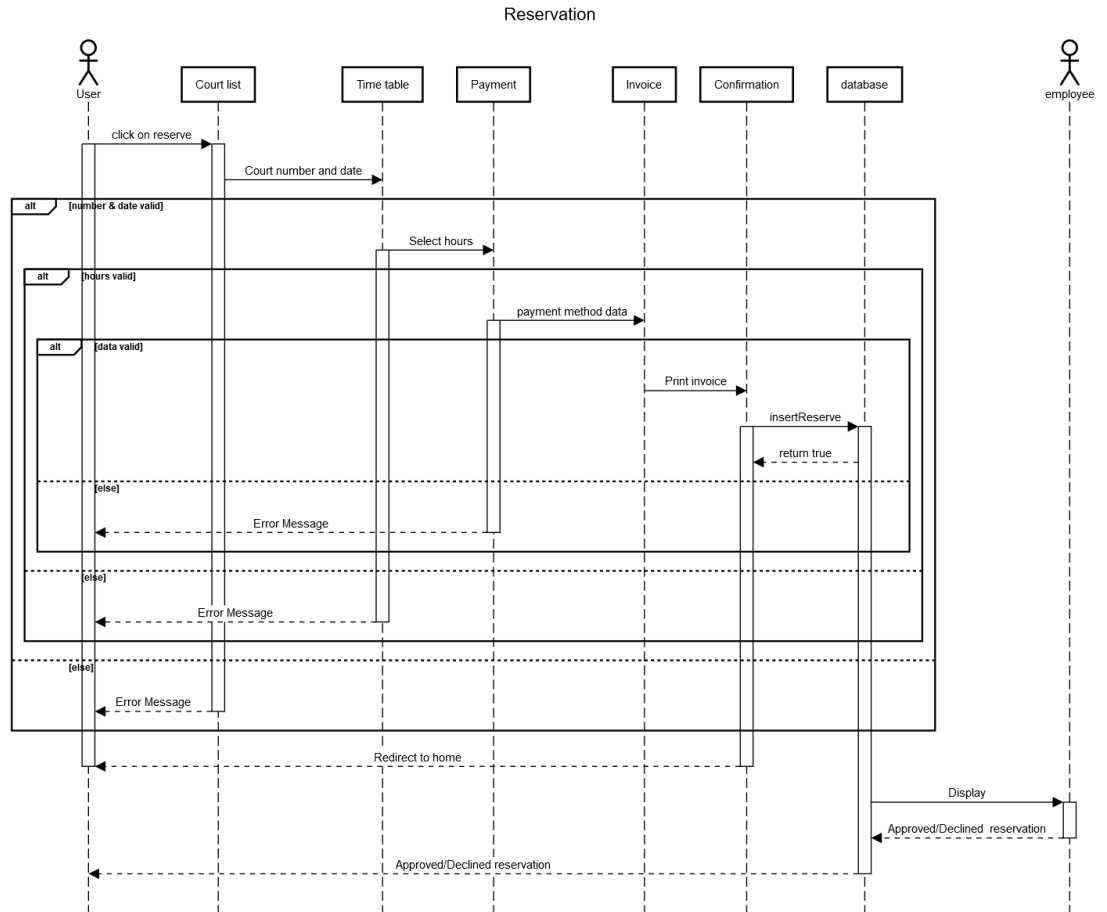 Reservation
User
Court list
Time table
Payment
Invoice
Confirmation
database
employee
click on reserve
Court number and date
alt
[number & date valid]
Select hours
alt
[hours valid]
payment method data
alt
[data valid]
Print invoice
insertReserve
return true
[else]
Error Message
[else]
Error Message
[else]
Error Message
Redirect to home
Display
Approved/Declined reservation
Approved/Declined reservation